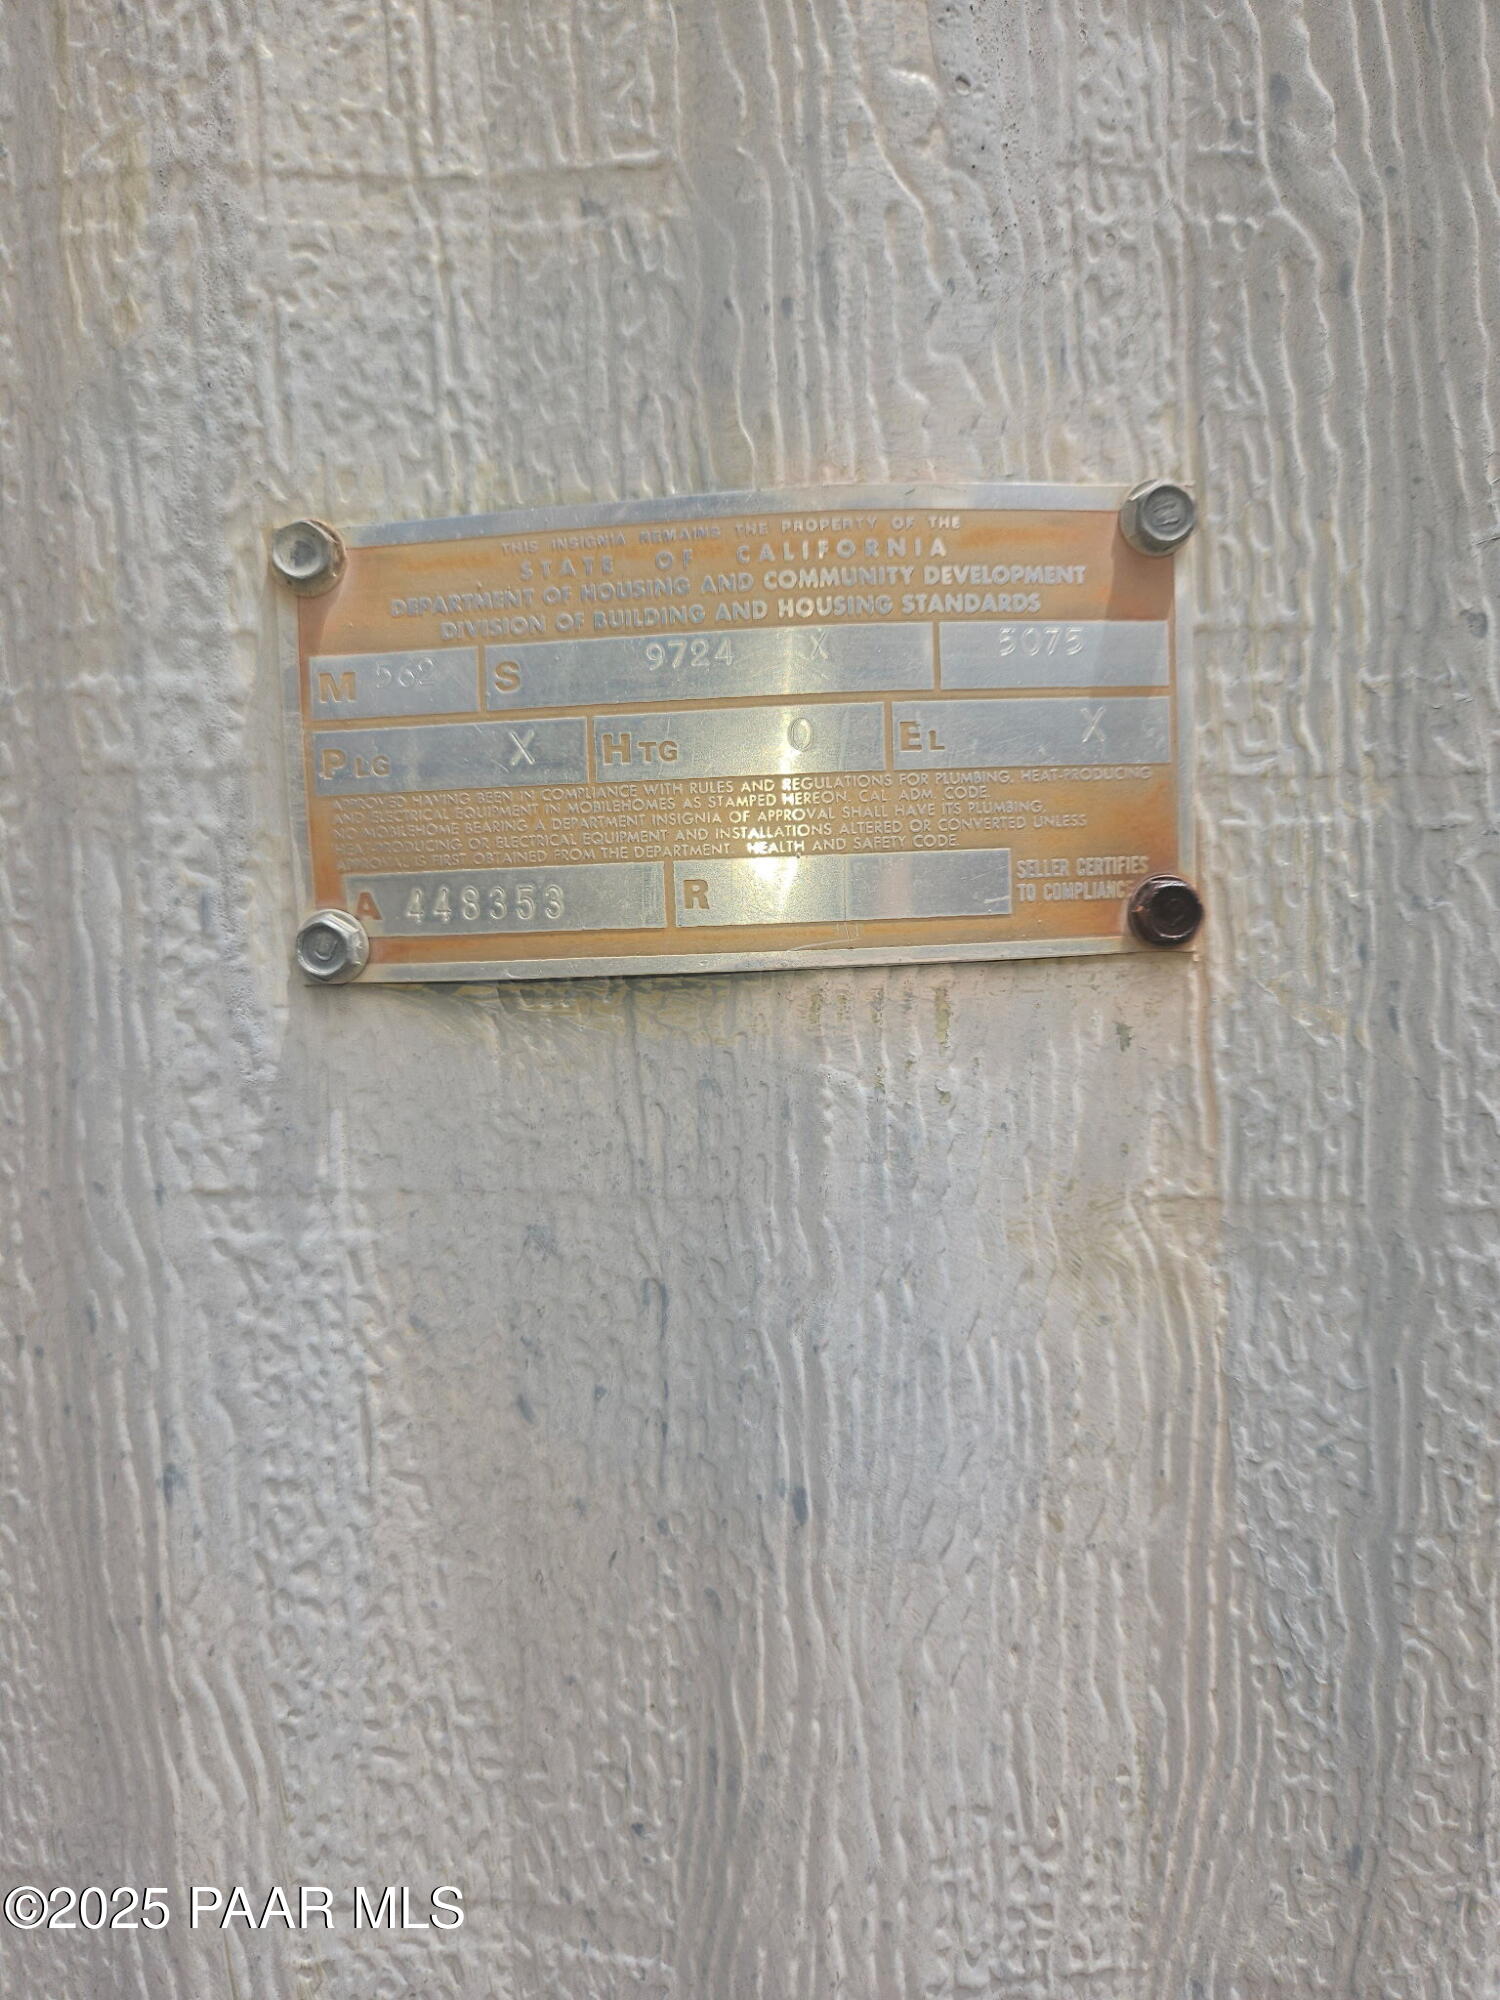 THIS INSIGNIA REMAINS THE PROPERTY OF THE
STATE OF CALIFORNIA
DEPARTMENT OF HOUSING AND COMMUNITY DEVELOPMENT
DIVISION OF BUILDING AND HOUSING STANDARDS
M 562 S 9724 X 5075
PLG X HTG O EL X
APPROVED HAVING BEEN IN COMPLIANCE WITH RULES AND REGULATIONS FOR PLUMBING, HEAT-PRODUCING
AND ELECTRICAL EQUIPMENT IN MOBILEHOMES AS STAMPED HEREON. CAL. ADM. CODE.
NO MOBILEHOME BEARING A DEPARTMENT INSIGNIA OF APPROVAL SHALL HAVE ITS PLUMBING,
HEAT-PRODUCING OR ELECTRICAL EQUIPMENT AND INSTALLATIONS ALTERED OR CONVERTED UNLESS
APPROVAL IS FIRST OBTAINED FROM THE DEPARTMENT. HEALTH AND SAFETY CODE.
A 448353 R
SELLER CERTIFIES
TO COMPLIANCE
©2025 PAAR MLS